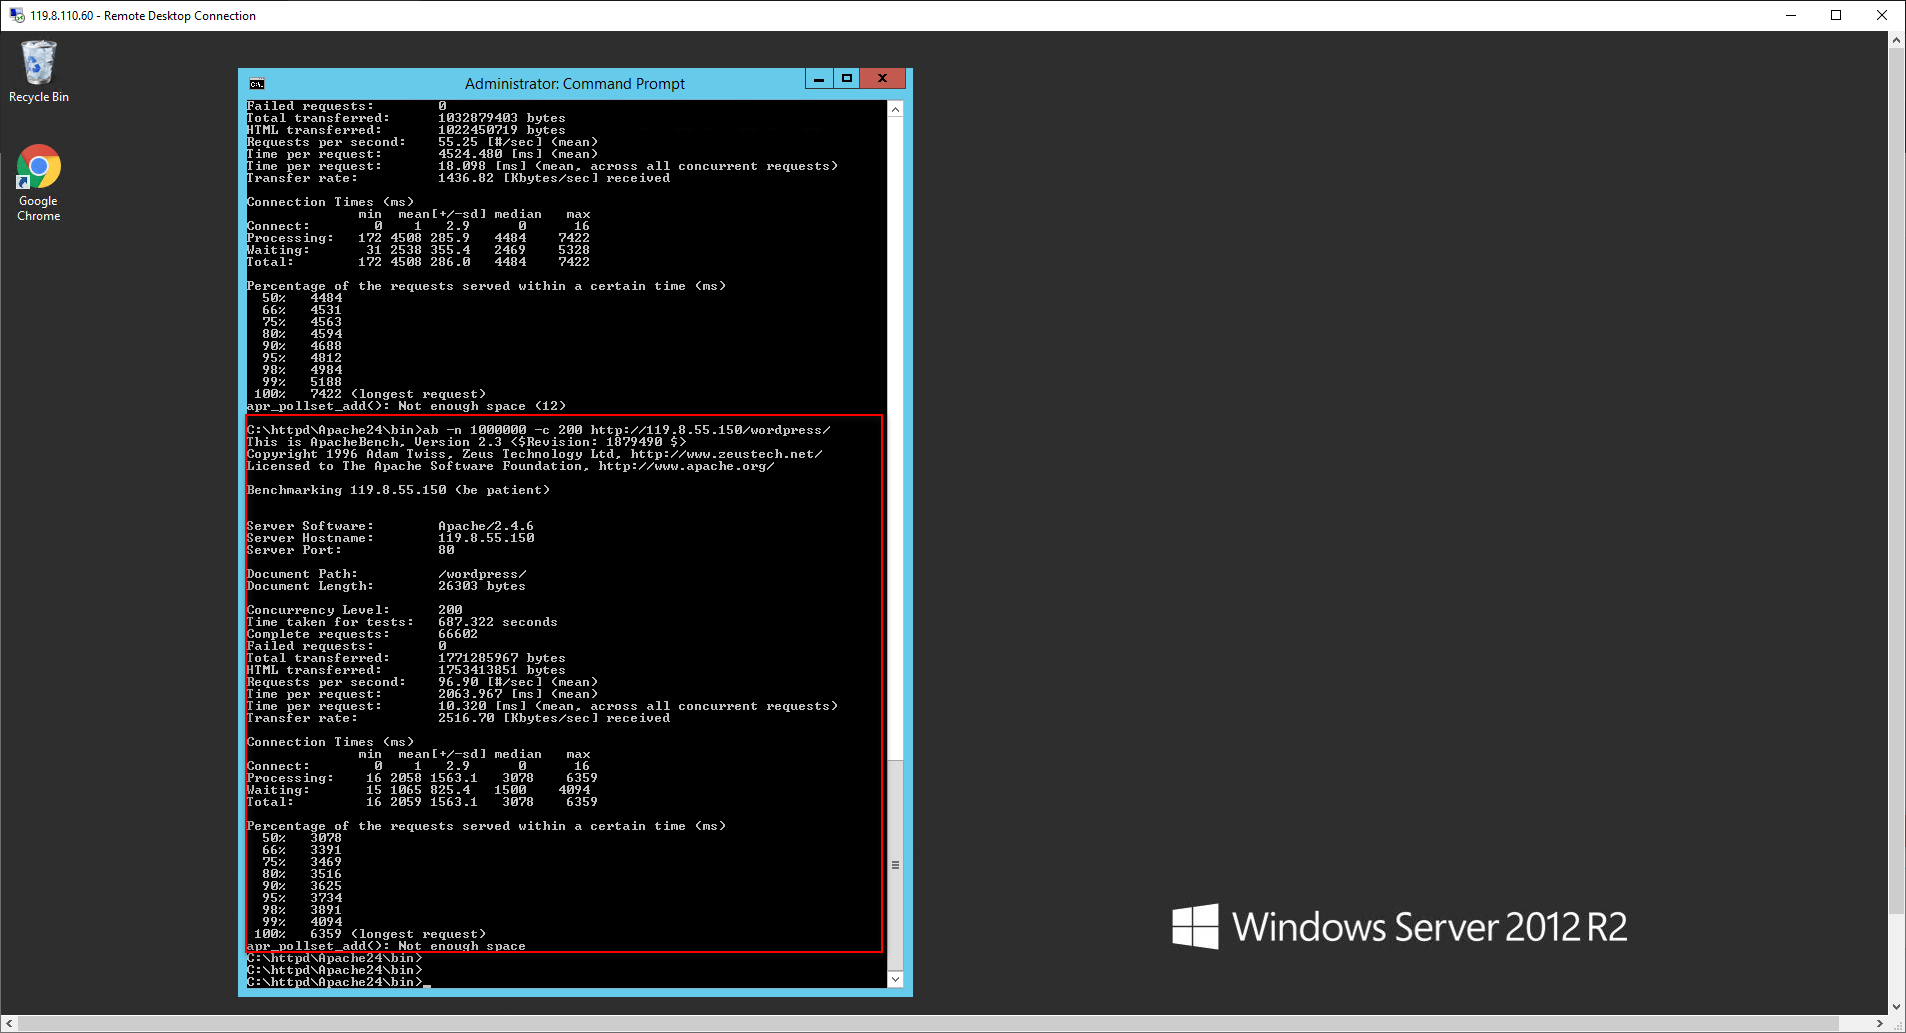 119.8.110.60 - Remote Desktop Connection
Recycle Bin
Google
Chrome
Administrator: Command Prompt
Failed requests:        0
Total transferred:      1032879403 bytes
HTML transferred:       1022450719 bytes
Requests per second:    55.25 [#/sec] (mean)
Time per request:       4524.480 [ms] (mean)
Time per request:       18.098 [ms] (mean, across all concurrent requests)
Transfer rate:          1436.82 [Kbytes/sec] received
Connection Times (ms)
              min  mean[+/-sd] median   max
Connect:        0    1   2.9      0      16
Processing:   172 4508 285.9   4484    7422
Waiting:       31 2538 355.4   2469    5328
Total:        172 4508 286.0   4484    7422
Percentage of the requests served within a certain time (ms)
  50%   4484
  66%   4531
  75%   4563
  80%   4594
  90%   4688
  95%   4812
  98%   4984
  99%   5188
 100%   7422 (longest request)
apr_pollset_add(): Not enough space (12)
C:\httpd\Apache24\bin>ab -n 1000000 -c 200 http://119.8.55.150/wordpress/
This is ApacheBench, Version 2.3 <$Revision: 1879490 $>
Copyright 1996 Adam Twiss, Zeus Technology Ltd, http://www.zeustech.net/
Licensed to The Apache Software Foundation, http://www.apache.org/
Benchmarking 119.8.55.150 (be patient)
Server Software:        Apache/2.4.6
Server Hostname:        119.8.55.150
Server Port:            80
Document Path:          /wordpress/
Document Length:        26303 bytes
Concurrency Level:      200
Time taken for tests:   687.322 seconds
Complete requests:      66602
Failed requests:        0
Total transferred:      1771285967 bytes
HTML transferred:       1753413851 bytes
Requests per second:    96.90 [#/sec] (mean)
Time per request:       2063.967 [ms] (mean)
Time per request:       10.320 [ms] (mean, across all concurrent requests)
Transfer rate:          2516.70 [Kbytes/sec] received
Connection Times (ms)
              min  mean[+/-sd] median   max
Connect:        0    1   2.9      0      16
Processing:    16 2058 1563.1   3078    6359
Waiting:       15 1065 825.4   1500    4094
Total:         16 2059 1563.1   3078    6359
Percentage of the requests served within a certain time (ms)
  50%   3078
  66%   3391
  75%   3469
  80%   3516
  90%   3625
  95%   3734
  98%   3891
  99%   4094
 100%   6359 (longest request)
apr_pollset_add(): Not enough space
C:\httpd\Apache24\bin>
C:\httpd\Apache24\bin>
C:\httpd\Apache24\bin>_
Windows Server 2012 R2